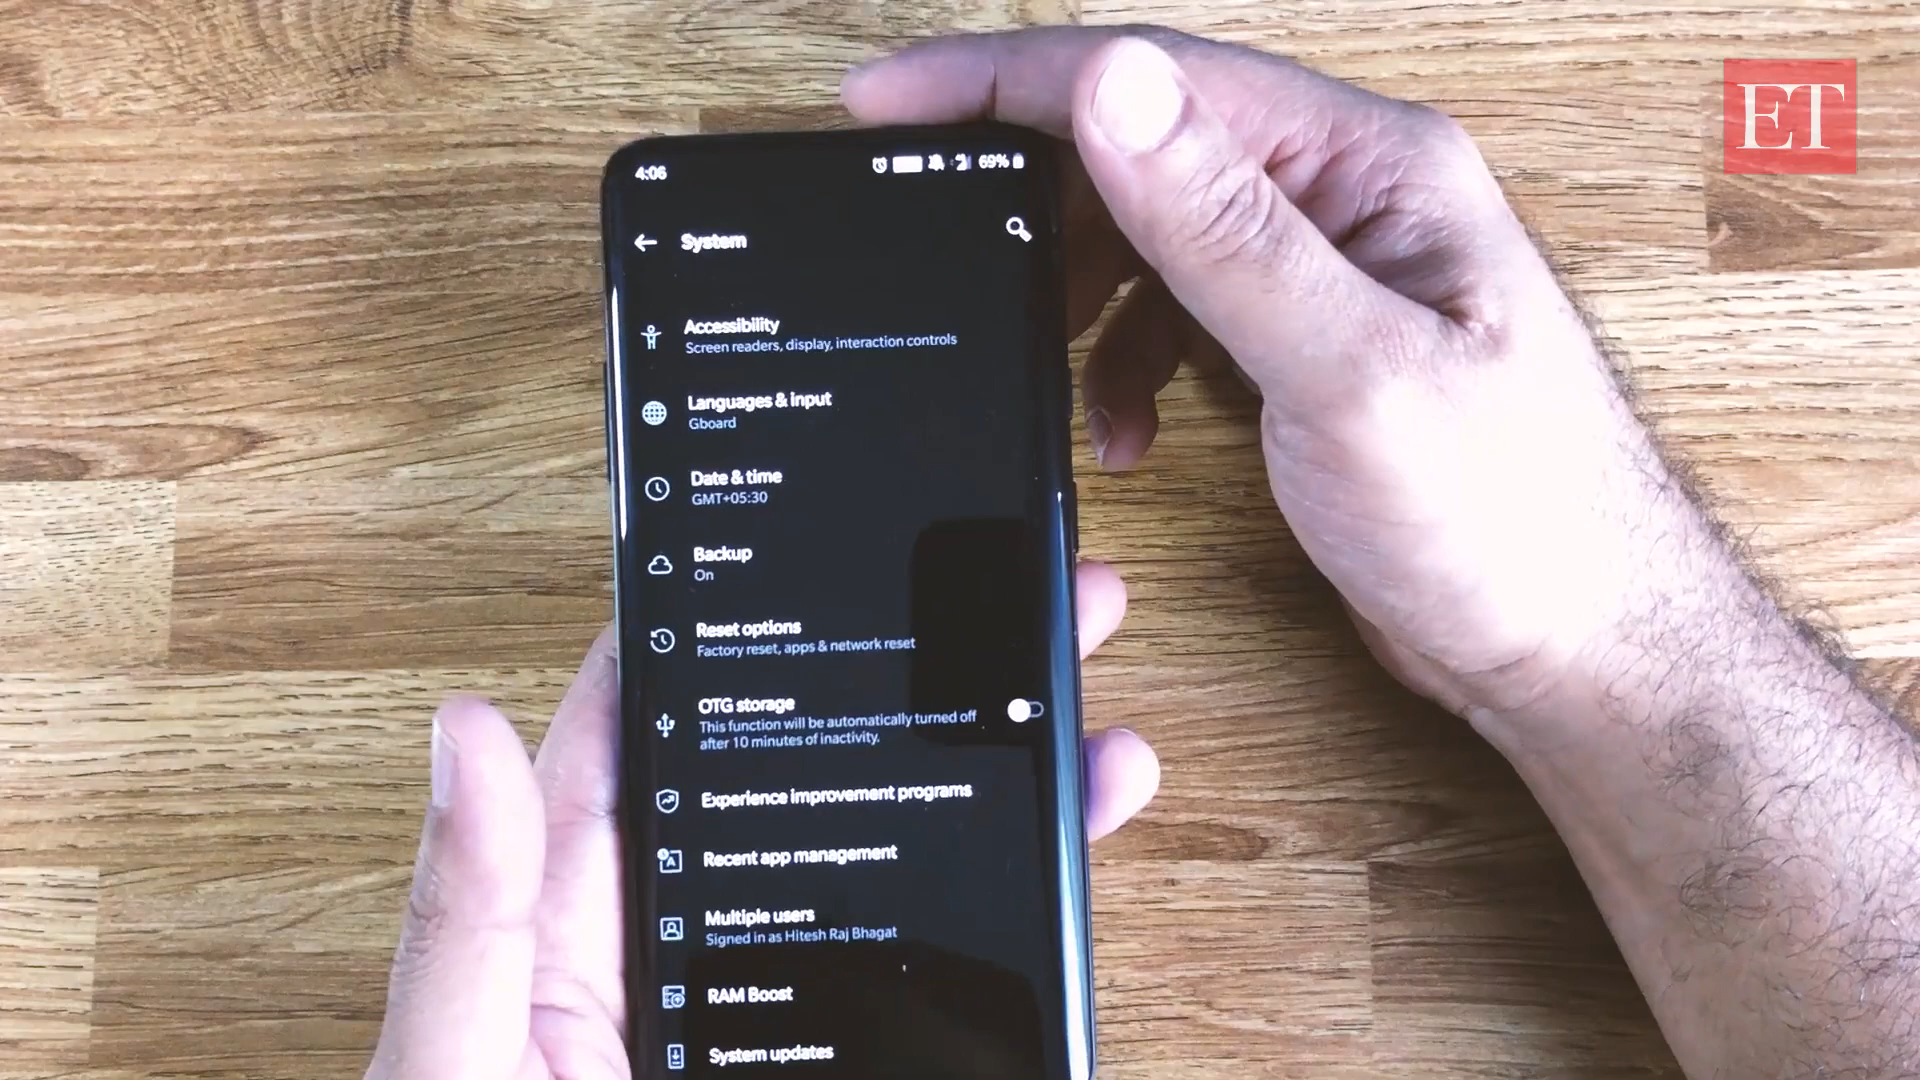 ET
4:06
69%
System
Accessibility
Screen readers, display, interaction controls
Languages & input
Gboard
Date & time
GMT+05:30
Backup
On
Reset options
Factory reset, apps & network reset
OTG storage
This function will be automatically turned off
after 10 minutes of inactivity.
Experience improvement programs
Recent app management
Multiple users
Signed in as Hitesh Raj Bhagat
RAM Boost
System updates